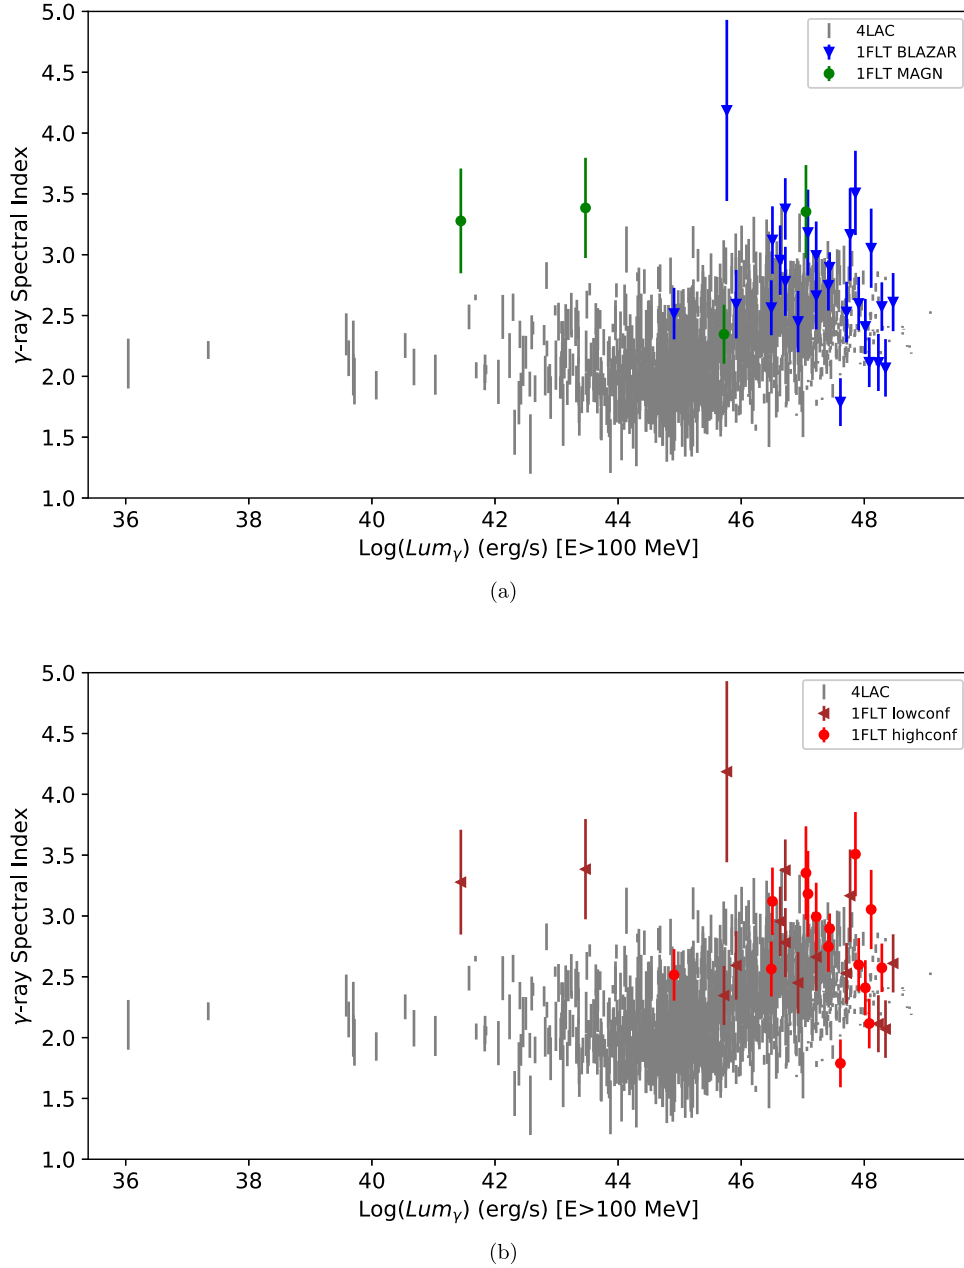 5.0
4.5
4.0
3.5
3.0
2.5
2.0
1.5
1.0
γ-ray Spectral Index
4LAC
1FLT BLAZAR
1FLT MAGN
36 38 40 42 44 46 48
Log(Lumγ) (erg/s) [E>100 MeV]
(a)
5.0
4.5
4.0
3.5
3.0
2.5
2.0
1.5
1.0
γ-ray Spectral Index
4LAC
1FLT lowconf
1FLT highconf
36 38 40 42 44 46 48
Log(Lumγ) (erg/s) [E>100 MeV]
(b)